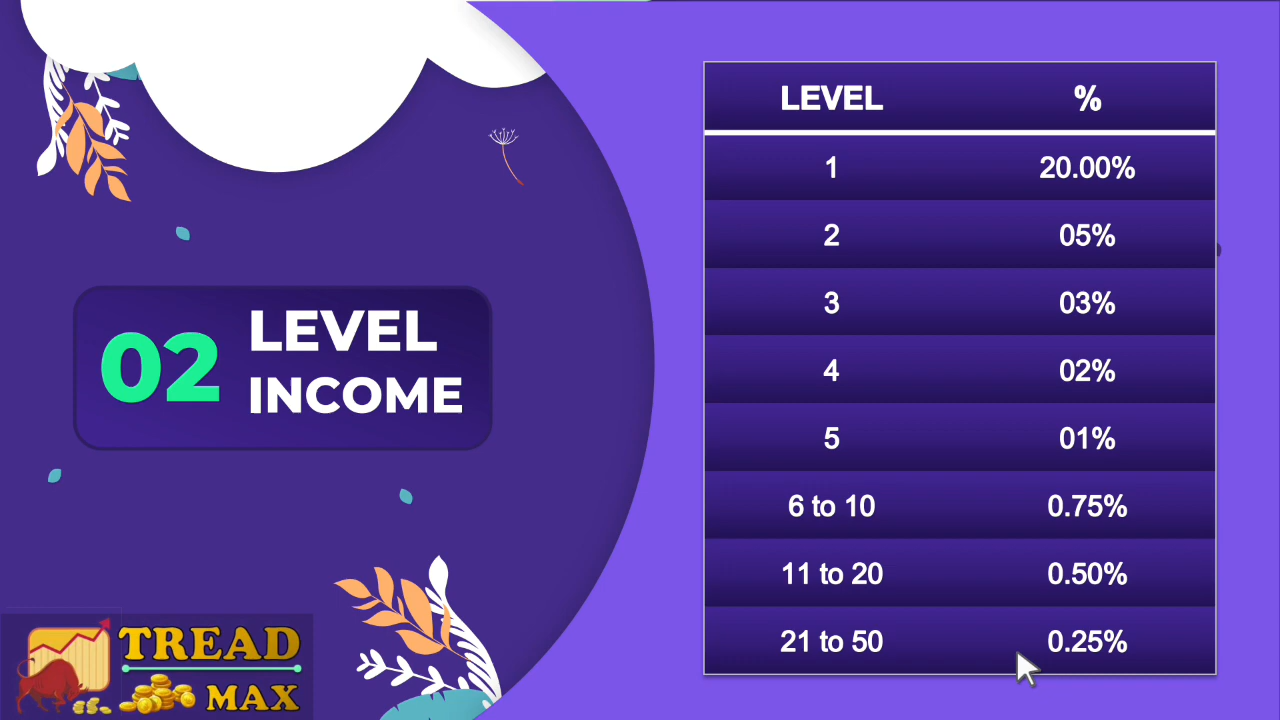 02
LEVEL
INCOME
LEVEL %
1 20.00%
2 05%
3 03%
4 02%
5 01%
6 to 10 0.75%
11 to 20 0.50%
21 to 50 0.25%
TREAD
MAX